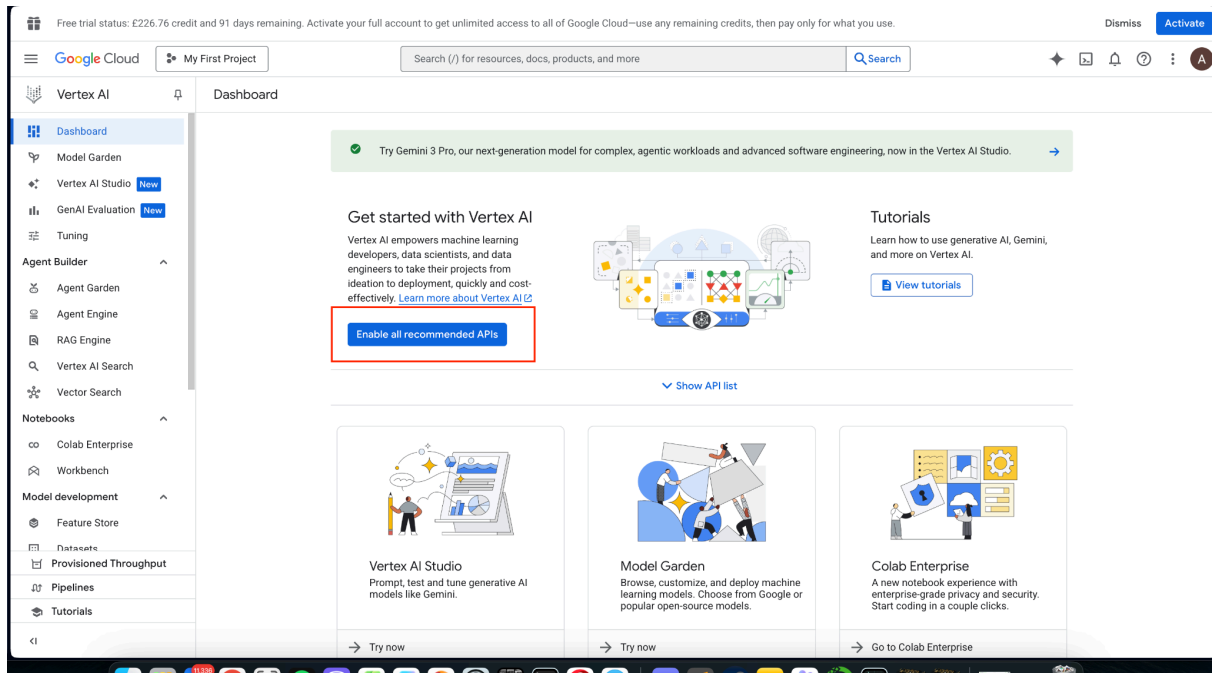 Free trial status: £226.76 credit and 91 days remaining. Activate your full account to get unlimited access to all of Google Cloud—use any remaining credits, then pay only for what you use.
Dismiss
Activate
Google Cloud
My First Project
Search (/) for resources, docs, products, and more
Search
A
Vertex AI
Dashboard
Dashboard
Model Garden
Vertex AI Studio New
GenAI Evaluation New
Tuning
Agent Builder
Agent Garden
Agent Engine
RAG Engine
Vertex AI Search
Vector Search
Notebooks
Colab Enterprise
Workbench
Model development
Feature Store
Datasets
Provisioned Throughput
Pipelines
Tutorials
Try Gemini 3 Pro, our next-generation model for complex, agentic workloads and advanced software engineering, now in the Vertex AI Studio.
Get started with Vertex AI
Vertex AI empowers machine learning
developers, data scientists, and data
engineers to take their projects from
ideation to deployment, quickly and cost-
effectively. Learn more about Vertex AI
Enable all recommended APIs
Tutorials
Learn how to use generative AI, Gemini,
and more on Vertex AI.
View tutorials
Show API list
Vertex AI Studio
Prompt, test and tune generative AI
models like Gemini.
Try now
Model Garden
Browse, customize, and deploy machine
learning models. Choose from Google or
popular open-source models.
Try now
Colab Enterprise
A new notebook experience with
enterprise-grade privacy and security.
Start coding in a couple clicks.
Go to Colab Enterprise
11,336